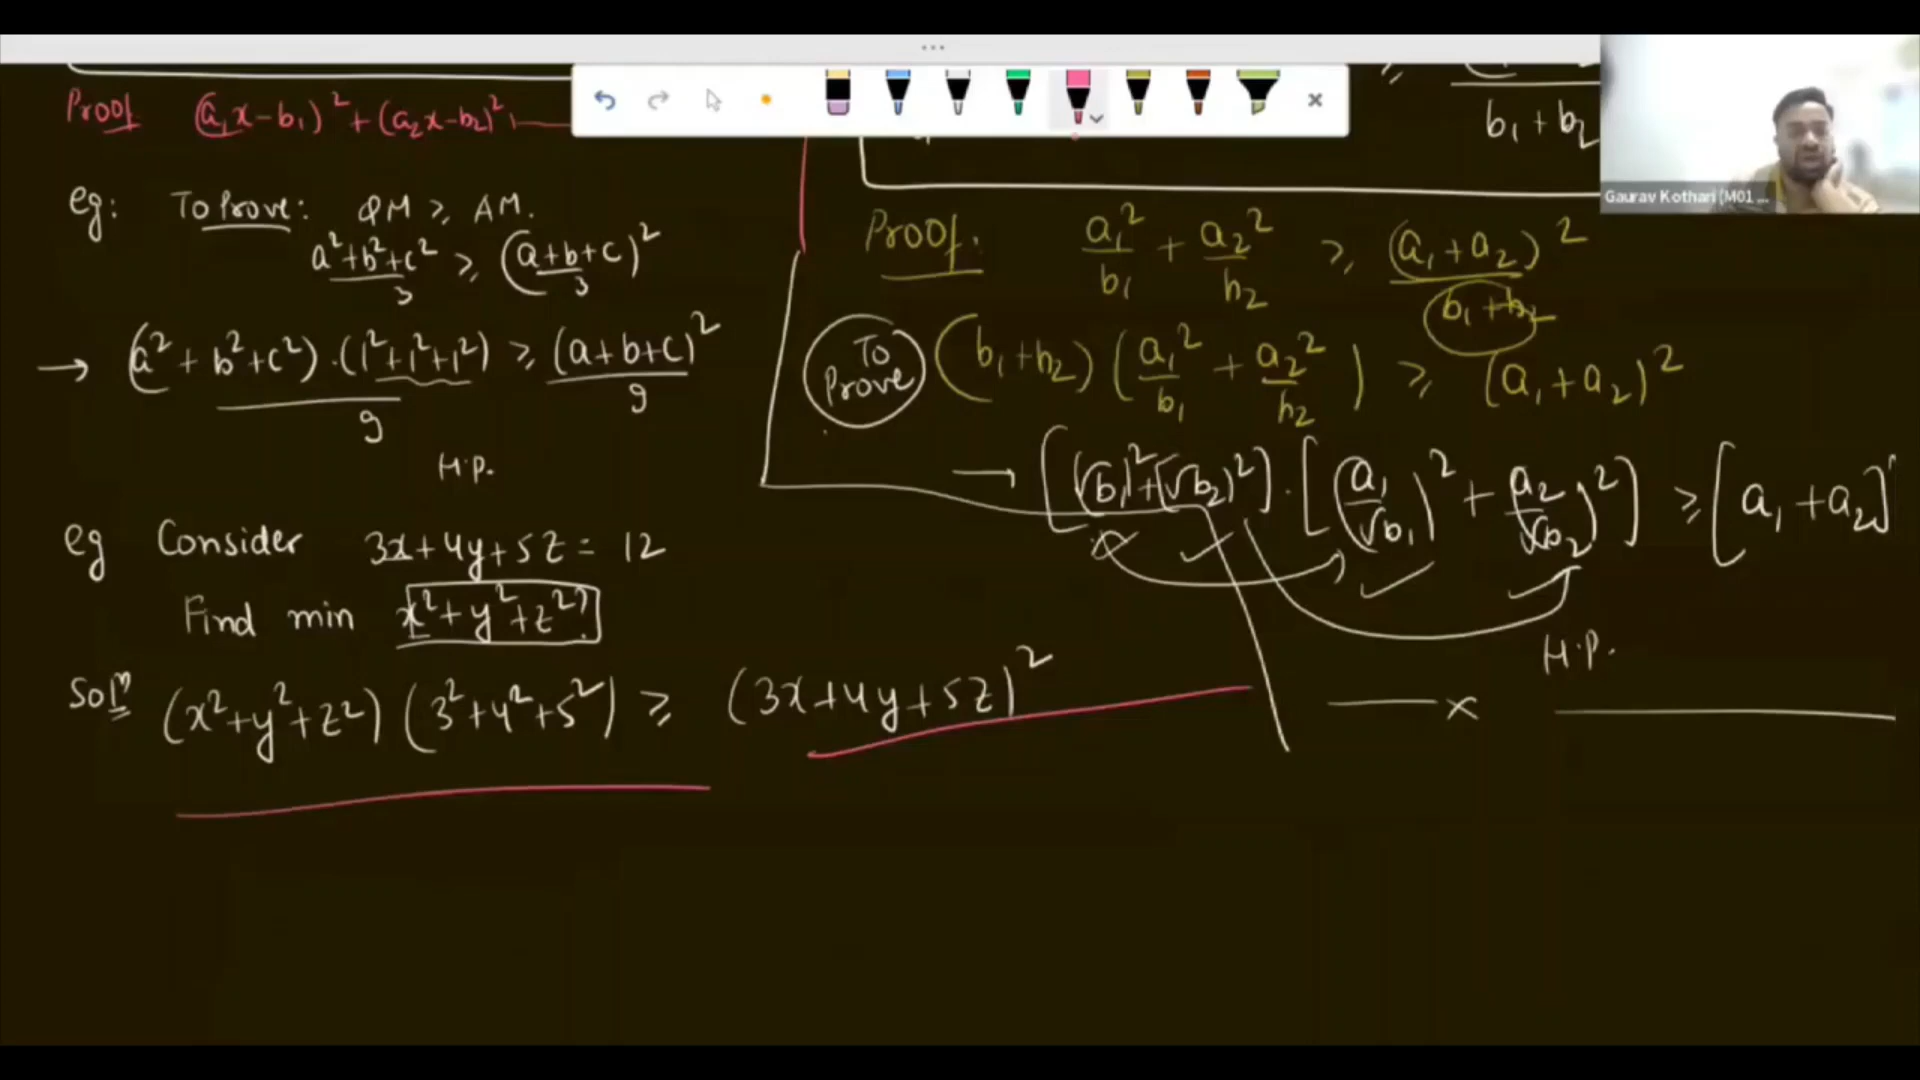 Proof (a₁x-b₁)² + (a₂x-b₂)²
eg: To Prove: QM ≥ AM.
(a²+b²+c²)/3 ≥ ((a+b+c)/3)²
→ (a² + b²+c²)·(1²+1²+1²)/9 ≥ (a+b+c)²/9
H.P.
eg Consider 3x+4y+5z = 12
Find min x²+y²+z²?
Solⁿ (x²+y²+z²) (3²+4²+5²) ≥ (3x+4y+5z)²
≥
b₁+b₂
Proof. a₁²/b₁ + a₂²/b₂ ≥ (a₁+a₂)²/(b₁+b₂)
To Prove (b₁+b₂)(a₁²/b₁ + a₂²/b₂) ≥ (a₁+a₂)²
→ [(√b₁)²+(√b₂)²]·[(a₁/√b₁)² + (a₂/√b₂)²] ≥ [a₁+a₂]²
H.P.
x
Gaurav Kothari (M01 ...